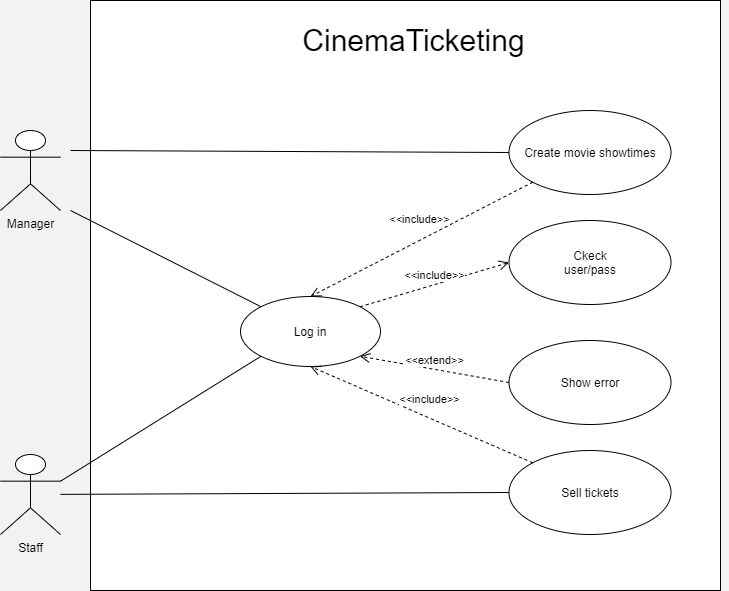 CinemaTicketing
Create movie showtimes
Manager
<<include>>
Ckeck
user/pass
<<include>>
Log in
<<extend>>
Show error
<<include>>
Sell tickets
Staff